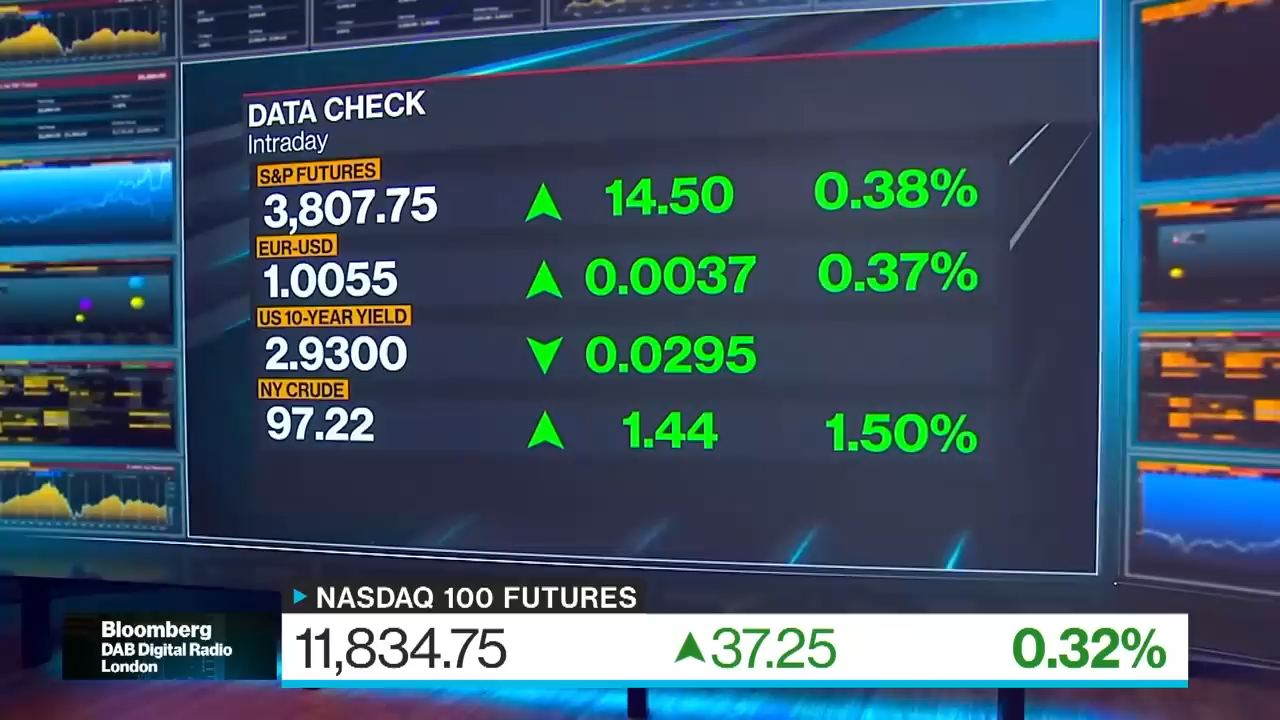 DATA CHECK
Intraday
S&P FUTURES
3,807.75 ▲ 14.50 0.38%
EUR-USD
1.0055 ▲ 0.0037 0.37%
US 10-YEAR YIELD
2.9300 ▼ 0.0295
NY CRUDE
97.22 ▲ 1.44 1.50%
NASDAQ 100 FUTURES
Bloomberg
DAB Digital Radio
London
11,834.75 ▲37.25 0.32%